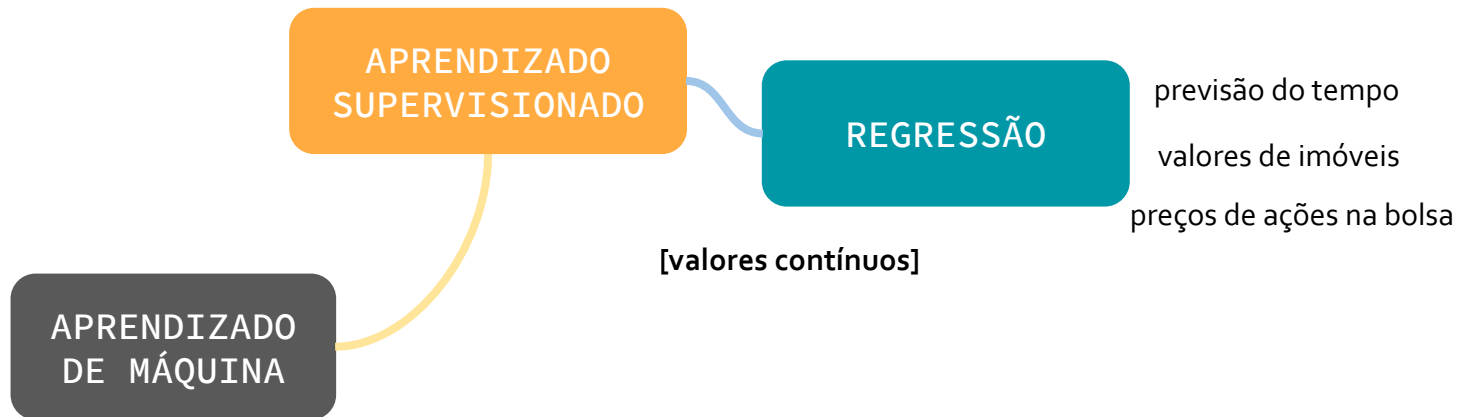 APRENDIZADO
SUPERVISIONADO
REGRESSÃO
previsão do tempo
valores de imóveis
preços de ações na bolsa
[valores contínuos]
APRENDIZADO
DE MÁQUINA